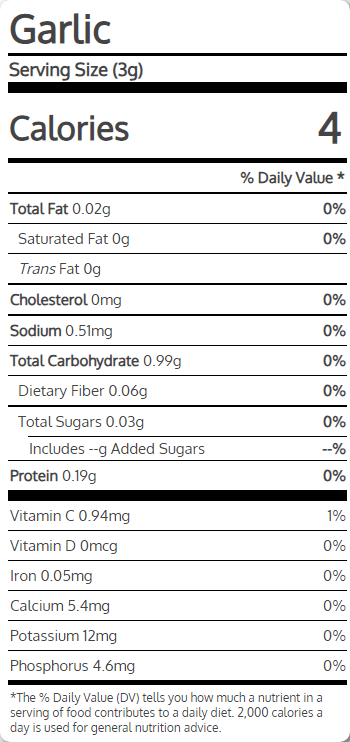 Garlic
Serving Size (3g)
Calories 4
% Daily Value *
Total Fat 0.02g 0%
Saturated Fat 0g 0%
Trans Fat 0g
Cholesterol 0mg 0%
Sodium 0.51mg 0%
Total Carbohydrate 0.99g 0%
Dietary Fiber 0.06g 0%
Total Sugars 0.03g 0%
Includes --g Added Sugars --%
Protein 0.19g 0%
Vitamin C 0.94mg 1%
Vitamin D 0mcg 0%
Iron 0.05mg 0%
Calcium 5.4mg 0%
Potassium 12mg 0%
Phosphorus 4.6mg 0%
*The % Daily Value (DV) tells you how much a nutrient in a
serving of food contributes to a daily diet. 2,000 calories a
day is used for general nutrition advice.